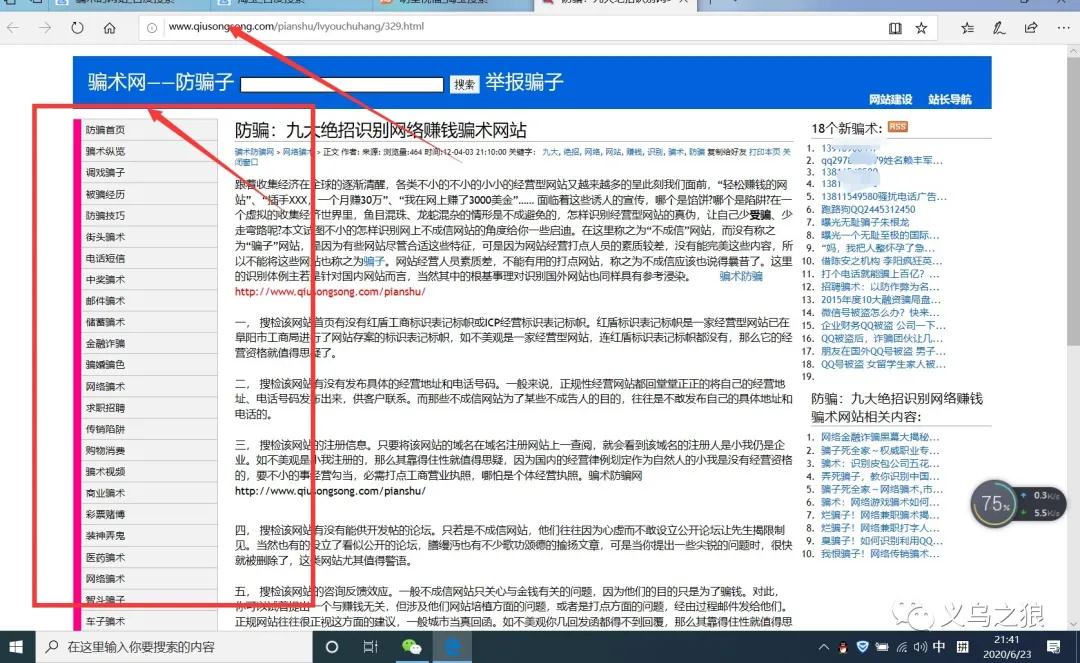 www.qiusongsong.com/pianshu/lvyouchuhang/329.html
骗术网——防骗子
搜索 举报骗子
网站建设 站长导航
防骗首页
骗术纵览
调戏骗子
被骗经历
防骗技巧
街头骗术
电话短信
中奖骗术
邮件骗术
储蓄骗术
金融诈骗
骗婚骗色
网络骗术
求职招聘
传销陷阱
购物消费
骗术视频
商业骗术
彩票赌博
装神弄鬼
医药骗术
网络骗术
智斗骗子
车子骗术
防骗：九大绝招识别网络赚钱骗术网站
骗术防骗网 > 网络骗术 > 正文 作者: 来源: 浏览量:464 时间:12-04-03 21:10:00 关键字： 九大, 绝招, 网络, 网站, 赚钱, 识别, 骗术, 防骗 复制给好友 打印本页 关
闭窗口
跟着收集经济在全球的逐渐清醒，各类不小的不小的小小的经营型网站又越来越多的呈此刻我们面前，“轻松赚钱的网
站”、“插手XXX，一个月赚30万”、“我在网上赚了3000美金”…… 面临着这些诱人的宣传，哪个是馅饼?哪个是陷阱?在一
个虚拟的收集经济世界里，鱼目混珠、龙蛇混杂的情形是不成避免的，怎样识别经营型网站的真伪，让自己少受骗、少
走弯路呢?本文试图不小的怎样识别网上不成信网站的角度给你一些启迪。在这里称之为“不成信”网站，而没有称之
为“骗子”网站，是因为有些网站尽管合适这些特征，可是因为网站经营打点人员的素质较差，没有能完美这些内容，所
以不能将这些网站也称之为骗子。网站经营人员素质差，不能有用的打点网站，称之为不成信应该也说得曩昔了。这里
的识别体例主若是针对国内网站而言，当然其中的根基事理对识别国外网站也同样具有参考浸染。 骗术防骗
http://www.qiusongsong.com/pianshu/
一， 搜检该网站首页有没有红盾工商标识表记标帜或ICP经营标识表记标帜。红盾标识表记标帜是一家经营型网站已在
阜阳市工商局进行了网站存案的标识表记标帜，如不美观是一家经营型网站，连红盾标识表记标帜都没有，那么它的经
营资格就值得思疑了。
二， 搜检该网站有没有发布具体的经营地址和电话号码。一般来说，正规性经营网站都回堂堂正正的将自己的经营地
址、电话号码发布出来，供客户联系。而那些不成信网站为了某些不成告人的目的，往往是不敢发布自己的具体地址和
电话的。
三， 搜检该网站的注册信息。只要将该网站的域名在域名注册网站上一查阅，就会看到该域名的注册人是小我仍是企
业。如不美观是小我注册的，那么其靠得住性就值得思疑，因为国内的经营律例划定作为自然人的小我是没有经营资格
的，要不小的事经营勾当，必需打点工商营业执照，哪怕是个体经营执照。骗术防骗网
http://www.qiusongsong.com/pianshu/
四， 搜检该网站有没有能供开发帖的论坛。只若是不成信网站，他们往往因为心虚而不敢设立公开论坛让先生揭限制
见。当然也有的设立了看似公开的论坛，膳缦沔也有不少歌功颂德的揄扬文章，可是当你提出一些尖锐的问题时，很快
就被删除了，这类网站尤其值得警语。
五， 搜检该网站的咨询反馈效应。一般不成信网站只关心与金钱有关的问题，因为他们的目的只是为了骗钱。对此，
你可以试着提出一个与赚钱无关，但涉及他们网站培植方面的问题，或者是打点方面的问题，经由过程邮件发给他们。
正规网站往往很正视这方面的建议，一般城市当真回函。如不美观你几回发函都得不到回覆，那么其靠得住性就值得思
18个新骗术: RSS
1.
2. 姓名赖丰军…
3.
4.
5. 13811549580骚扰电话广告…
6. 跑路狗QQ2445312450
7. 曝光无耻骗子朱根龙
8. 曝光一个无耻至极的国际…
9. “妈，我把人整怀孕了急…
10. 借陈安之机构 李阳疯狂英…
11. 打个电话就能骗上百亿?…
12. 招聘骗术：以防作弊为名…
13. 2015年度10大融资骗局盘…
14. 微信号被盗怎么办？快来…
15. 企业财务QQ被盗 公司一下…
16. QQ被盗后，诈骗团伙让几…
17. 朋友在国外QQ号被盗 男子…
18. QQ号被盗 女留学生家人被…
19.
防骗：九大绝招识别网络赚钱
骗术网站相关内容:
1. 网络金融诈骗黑幕大揭秘…
2. 骗子死全家～权威职业专…
3. 骗术：识别皮包公司五花…
4. 弄死骗子，教你识别中国…
5. 骗子死全家～网络骗术,市…
6. 骗术：网络游戏骗术如何…
7. 烂骗子！网络兼职骗术揭…
8. 烂骗子！网络兼职打字人…
9. 臭骗子！如何识别利用QQ…
10. 我恨骗子！网络传销骗术…
75%
0.3K/s
5.5K/s
义乌之狼
在这里输入你要搜索的内容
中
拼
21:41
2020/6/23